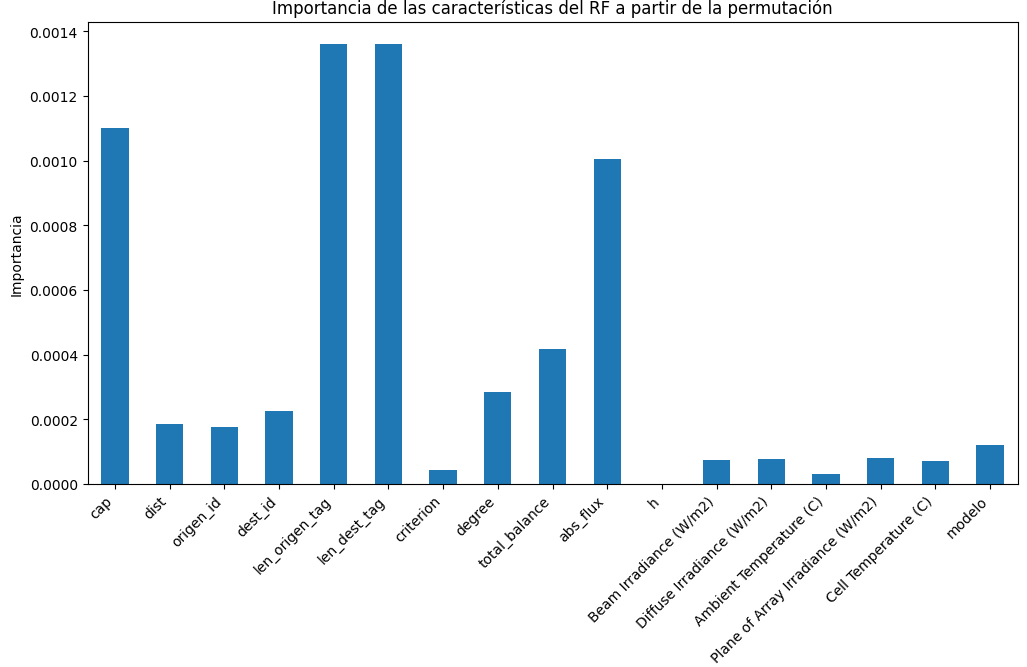 Importancia de las características del RF a partir de la permutación
Importancia
0.0014
0.0012
0.0010
0.0008
0.0006
0.0004
0.0002
0.0000
cap
dist
origen_id
dest_id
len_origen_tag
len_dest_tag
criterion
degree
total_balance
abs_flux
h
Beam Irradiance (W/m2)
Diffuse Irradiance (W/m2)
Ambient Temperature (C)
Plane of Array Irradiance (W/m2)
Cell Temperature (C)
modelo